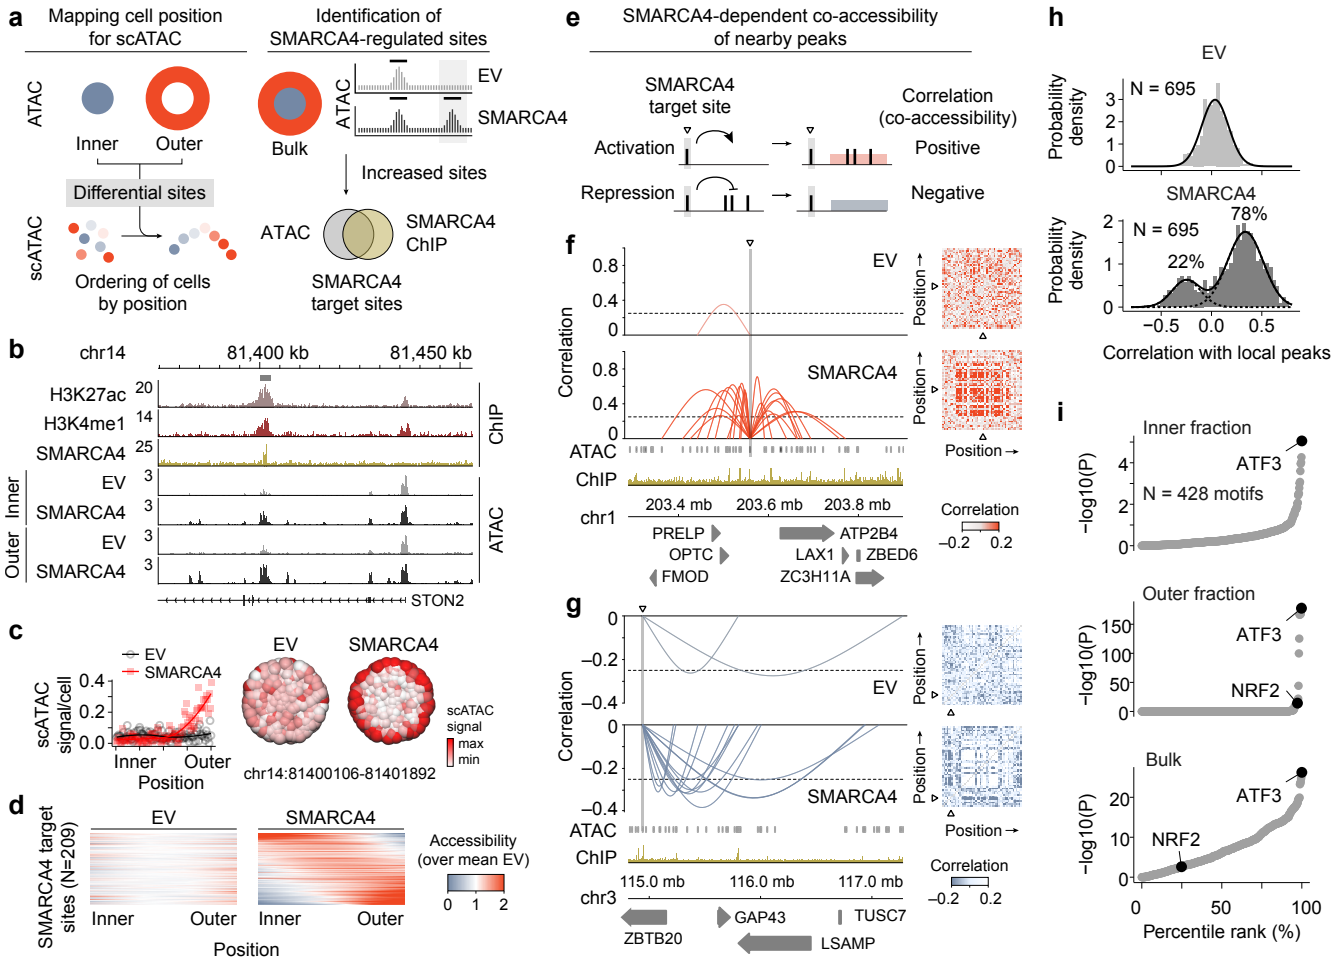 a
Mapping cell position
for scATAC
Identification of
SMARCA4-regulated sites
ATAC
Inner
Outer
Differential sites
scATAC
Ordering of cells
by position
Bulk
ATAC
EV
SMARCA4
Increased sites
ATAC
SMARCA4
ChIP
SMARCA4
target sites
b
chr14
81,400 kb
81,450 kb
H3K27ac
20
H3K4me1
14
SMARCA4
25
ChIP
Inner
EV
3
SMARCA4
3
Outer
EV
3
SMARCA4
3
ATAC
STON2
c
EV
SMARCA4
scATAC
signal/cell
0.4
0.2
0.0
Inner
Outer
Position
EV
SMARCA4
scATAC
signal
max
min
chr14:81400106-81401892
d
SMARCA4 target
sites (N=209)
EV
SMARCA4
Inner
Outer
Inner
Outer
Position
Accessibility
(over mean EV)
0
1
2
e
SMARCA4-dependent co-accessibility
of nearby peaks
SMARCA4
target site
Correlation
(co-accessibility)
Activation
Positive
Repression
Negative
f
Correlation
0.8
0.4
0
EV
0.8
0.4
0
SMARCA4
ATAC
ChIP
203.4 mb
203.6 mb
203.8 mb
chr1
PRELP
ATP2B4
OPTC
LAX1
ZBED6
FMOD
ZC3H11A
Position
Position
Position
Correlation
−0.2
0.2
g
Correlation
0
−0.2
−0.4
EV
0
−0.2
−0.4
SMARCA4
ATAC
ChIP
115.0 mb
116.0 mb
117.0 mb
chr3
ZBTB20
GAP43
TUSC7
LSAMP
Position
Position
Position
Correlation
−0.2
0.2
h
EV
Probability
density
N = 695
3
2
1
0
SMARCA4
Probability
density
N = 695
78%
22%
2
1
0
−0.5
0.0
0.5
Correlation with local peaks
i
Inner fraction
−log10(P)
4
2
0
ATF3
N = 428 motifs
Outer fraction
−log10(P)
150
100
50
0
ATF3
NRF2
Bulk
−log10(P)
20
10
0
ATF3
NRF2
0
50
100
Percentile rank (%)